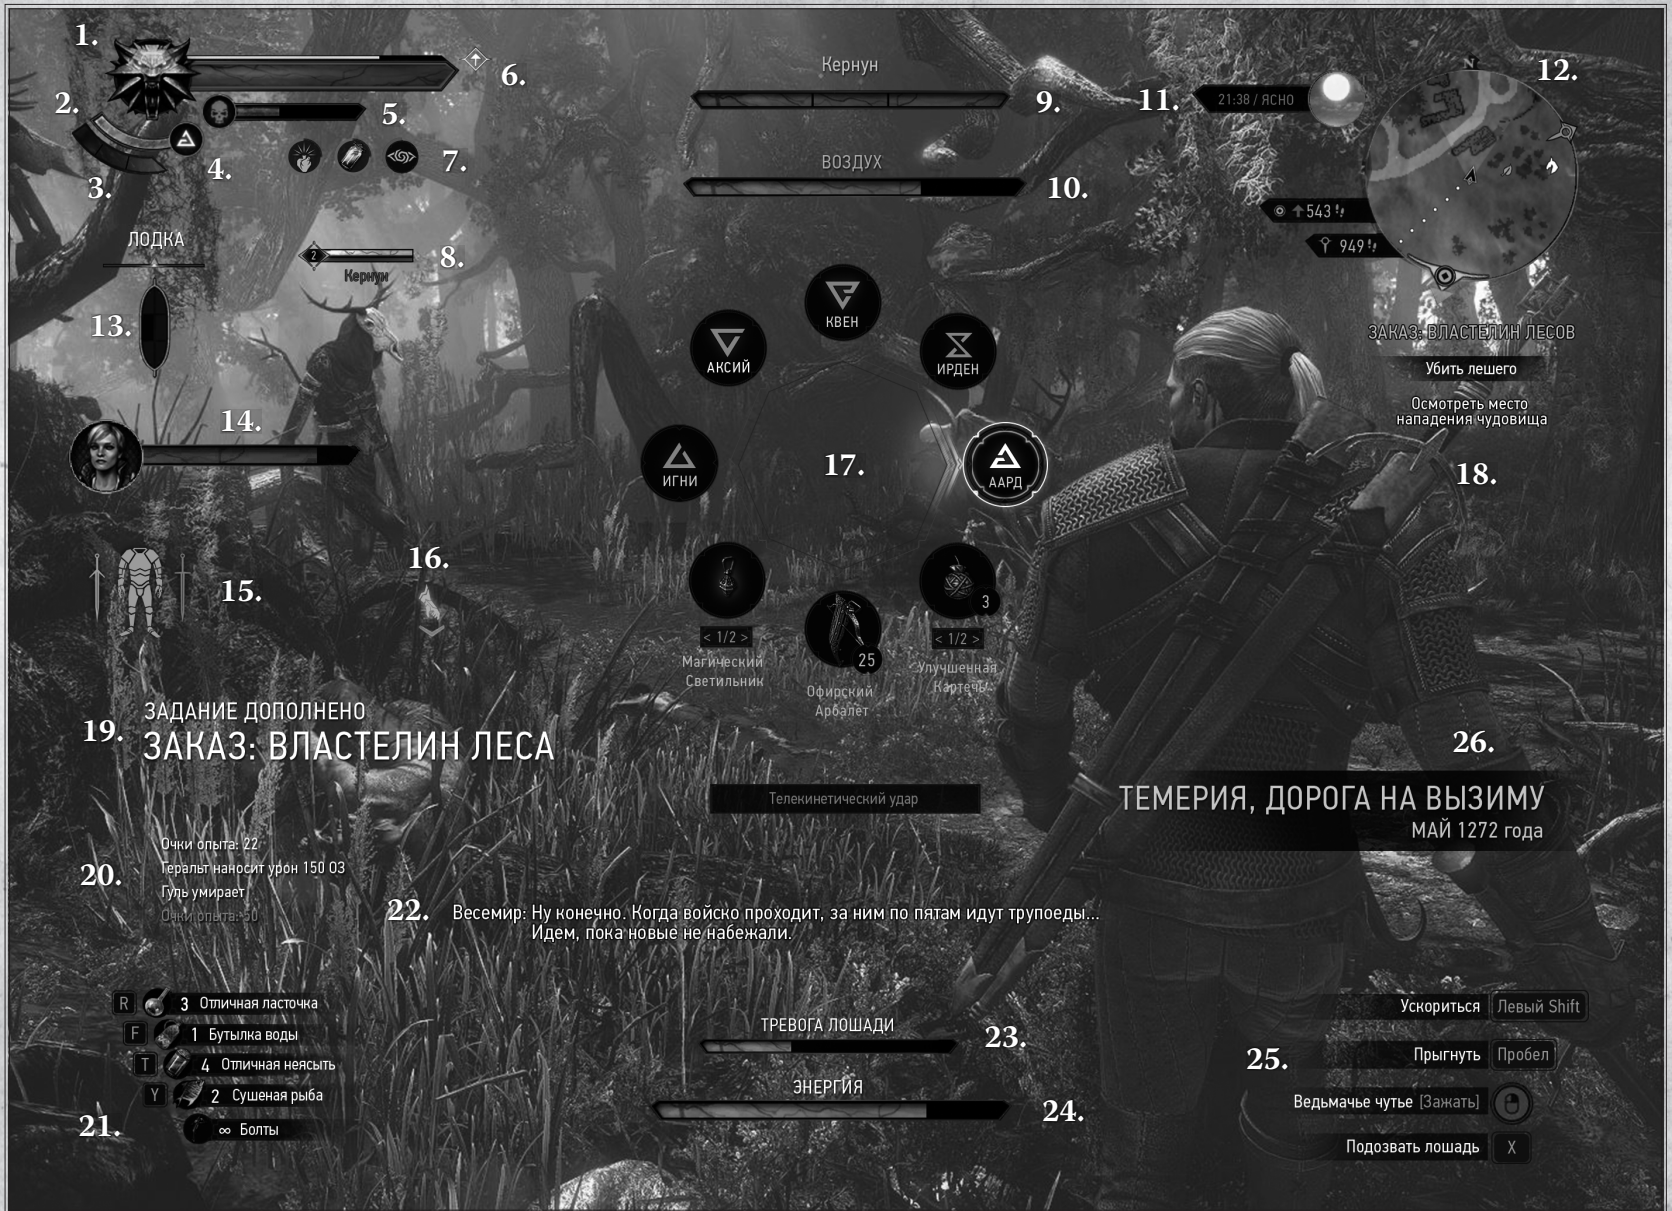 1.
2.
3.
4.
5.
6.
7.
ЛОДКА
13.
2
Кернун
8.
14.
15.
16.
Кернун
9.
ВОЗДУХ
10.
11.
21:38 / ЯСНО
12.
N
543
949
ЗАКАЗ: ВЛАСТЕЛИН ЛЕСОВ
Убить лешего
Осмотреть место
нападения чудовища
18.
КВЕН
АКСИЙ
ИРДЕН
ИГНИ
17.
ААРД
3
< 1/2 >
Магический
Светильник
25
Офирский
Арбалет
< 1/2 >
Улучшенная
Картечь
Телекинетический удар
19.
ЗАДАНИЕ ДОПОЛНЕНО
ЗАКАЗ: ВЛАСТЕЛИН ЛЕСА
20.
Очки опыта: 22
Геральт наносит урон 150 ОЗ
Гуль умирает
Очки опыта: 50
26.
ТЕМЕРИЯ, ДОРОГА НА ВЫЗИМУ
МАЙ 1272 года
22.
Весемир: Ну конечно. Когда войско проходит, за ним по пятам идут трупоеды...
Идем, пока новые не набежали.
21.
R 3 Отличная ласточка
F 1 Бутылка воды
T 4 Отличная неясыть
Y 2 Сушеная рыба
∞ Болты
ТРЕВОГА ЛОШАДИ
23.
ЭНЕРГИЯ
24.
25.
Ускориться Левый Shift
Прыгнуть Пробел
Ведьмачье чутье [Зажать]
Подозвать лошадь X